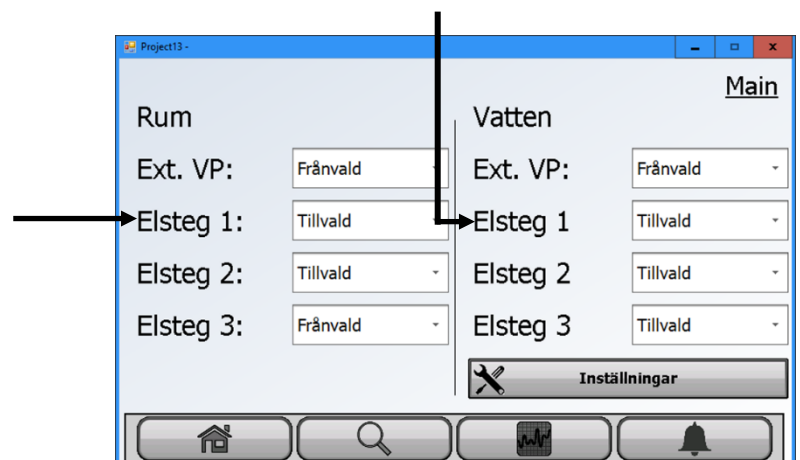 Project13 -
Main
Rum
Ext. VP: Frånvald
Elsteg 1: Tillvald
Elsteg 2: Tillvald
Elsteg 3: Frånvald
Vatten
Ext. VP: Frånvald
Elsteg 1 Tillvald
Elsteg 2 Tillvald
Elsteg 3 Tillvald
Inställningar